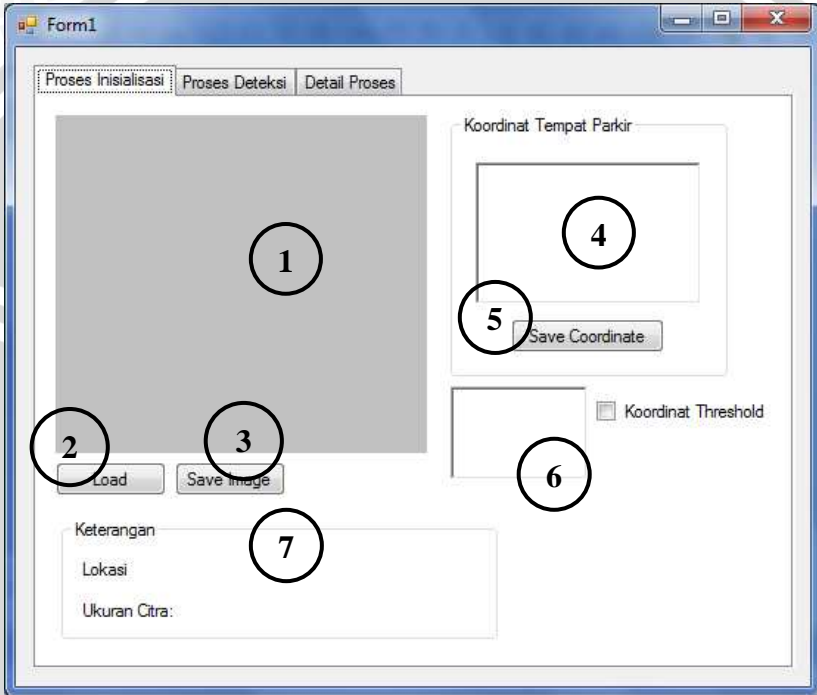 Form1
Proses Inisialisasi Proses Deteksi Detail Proses
Koordinat Tempat Parkir
1
4
5
Save Coordinate
Koordinat Threshold
2
3
6
Load Save Image
Keterangan
7
Lokasi
Ukuran Citra: